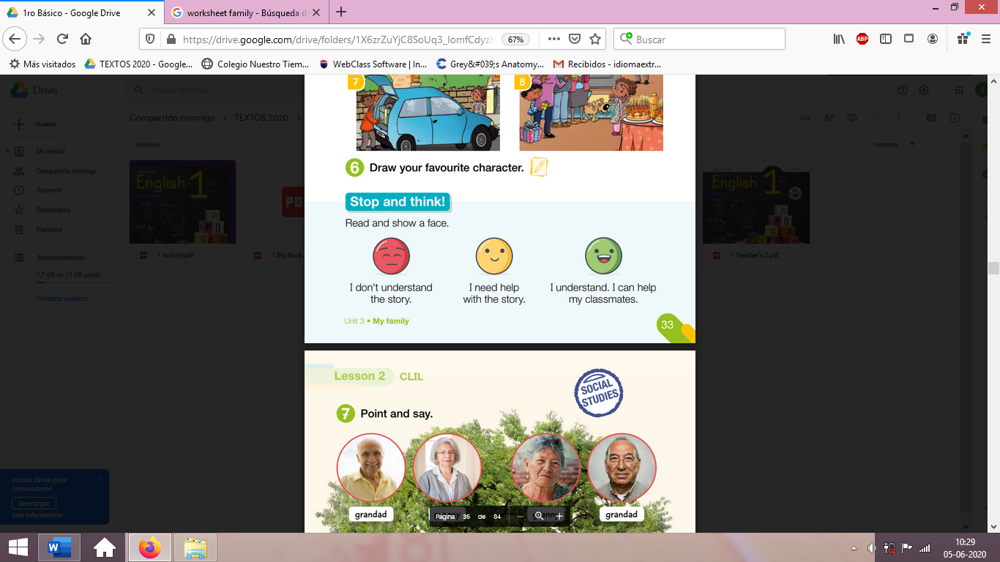 1ro Básico - Google Drive
worksheet family - Búsqueda d
https://drive.google.com/drive/folders/
67%
Buscar
Más visitados
TEXTOS 2020 - Google...
Colegio Nuestro Tiem...
WebClass Software | In...
Grey&#039;s Anatomy...
Recibidos - idiomaextr...
Drive
Buscar en Drive
Nuevo
Compartido conmigo > TEXTOS 2020 >
Mi unidad
Compartido conmigo
Reciente
Destacados
Papelera
Almacenamiento
1,7 GB de 15 GB usado
Comprar espacio
Archivos
Nombre
English 1
1 Activity.pdf
PDF
1 Big Book.
English 1
1 Teacher's 2.pdf
Instala Drive para
ordenadores
Descargar
Más información
7
8
6 Draw your favourite character.
Stop and think!
Read and show a face.
I don't understand
the story.
I need help
with the story.
I understand. I can help
my classmates.
Unit 3 • My family
33
Lesson 2 CLIL
SOCIAL
STUDIES
7 Point and say.
grandad
grandad
Página 35 de 84
10:29
05-06-2020